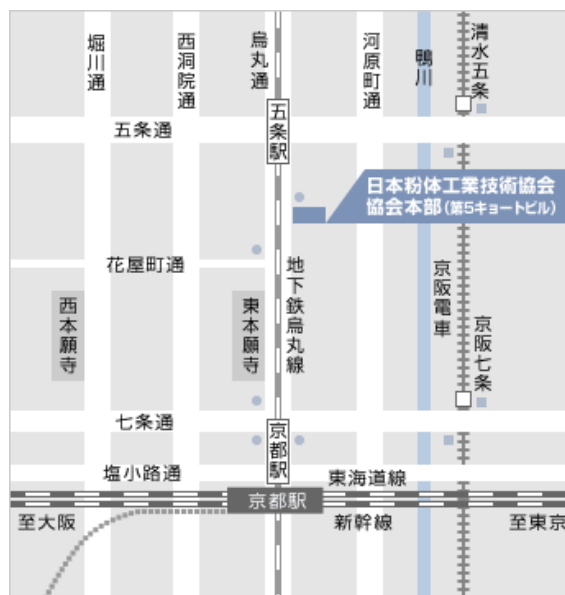 堀川通
西洞院通
烏丸通
河原町通
鴨川
清水五条
五条通
五条駅
日本粉体工業技術協会
協会本部(第5キョートビル)
花屋町通
地下鉄烏丸線
京阪電車
西本願寺
東本願寺
京阪七条
七条通
京都駅
塩小路通
東海道線
京都駅
至大阪
新幹線
至東京